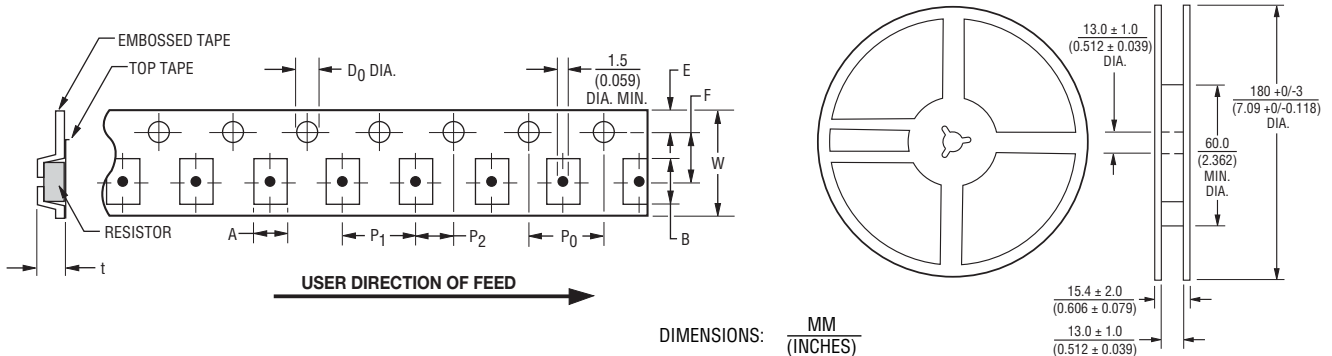 EMBOSSED TAPE
TOP TAPE
D0 DIA.
1.5
(0.059)
DIA. MIN.
E
F
W
RESISTOR
A
P1
P2
P0
B
t
USER DIRECTION OF FEED
DIMENSIONS:
MM
(INCHES)
13.0 ± 1.0
(0.512 ± 0.039)
DIA.
180 +0/-3
(7.09 +0/-0.118)
DIA.
60.0
(2.362)
MIN.
DIA.
15.4 ± 2.0
(0.606 ± 0.079)
13.0 ± 1.0
(0.512 ± 0.039)